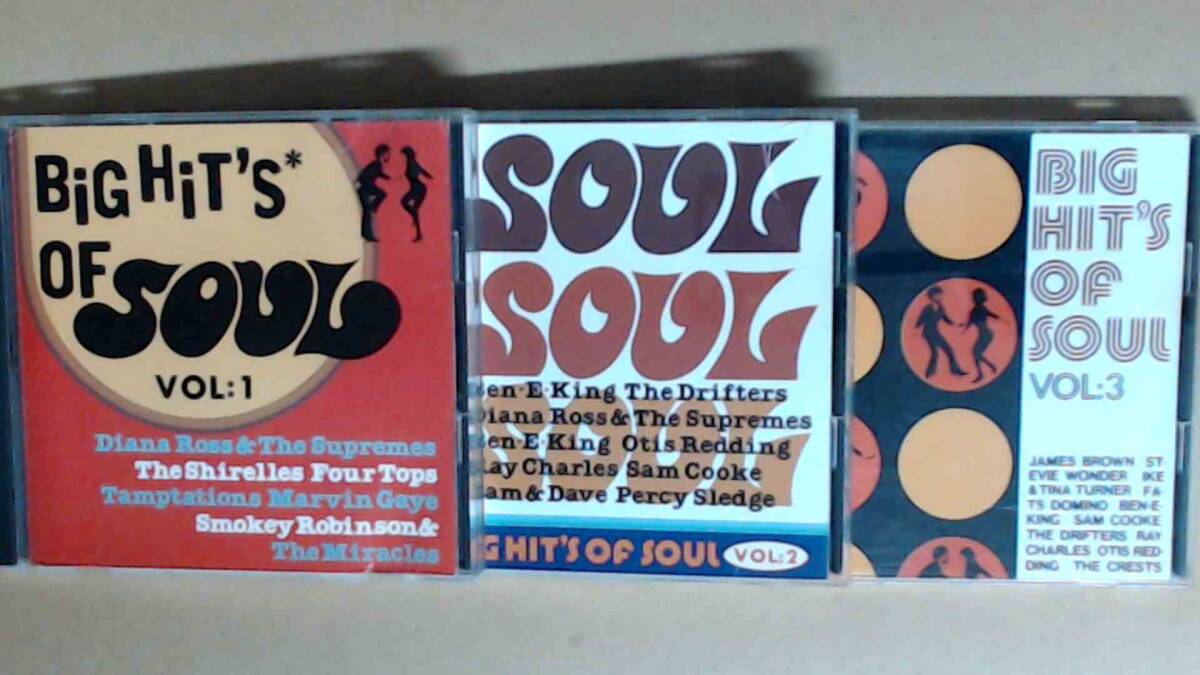 BiG HiT'S*
OF SOUL
VOL:1
Diana Ross & The Supremes
The Shirelles Four Tops
Tamptations Marvin Gaye
Smokey Robinson &
The Miracles
SOUL
SOUL
SOUL
en·E·King The Drifters
iana Ross & The Supremes
en·E·King Otis Redding
ay Charles Sam Cooke
am & Dave Percy Sledge
G HIT'S OF SOUL VOL:2
BIG
HIT'S
OF
SOUL
VOL:3
JAMES BROWN ST-
EVIE WONDER IKE
& TINA TURNER FA-
TS DOMINO BEN-E-
KING SAM COOKE
THE DRIFTERS RAY
CHARLES OTIS RED-
DING THE CRESTS